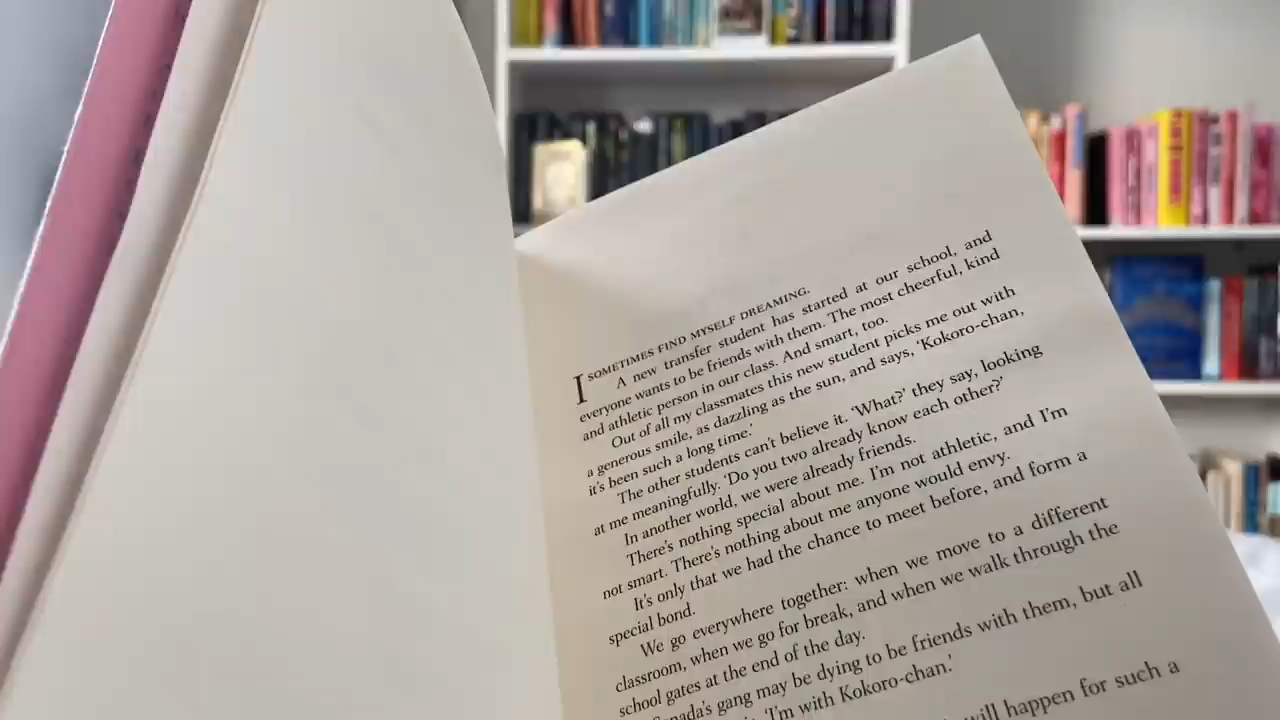 I SOMETIMES FIND MYSELF DREAMING.
A new transfer student has started at our school, and
everyone wants to be friends with them. The most cheerful, kind
and athletic person in our class. And smart, too.
Out of all my classmates this new student picks me out with
a generous smile, as dazzling as the sun, and says, ‘Kokoro-chan,
it's been such a long time.’
The other students can't believe it. ‘What?’ they say, looking
at me meaningfully. ‘Do you two already know each other?’
In another world, we were already friends.
There's nothing special about me. I'm not athletic, and I'm
not smart. There's nothing about me anyone would envy.
It's only that we had the chance to meet before, and form a
special bond.
We go everywhere together: when we move to a different
classroom, when we go for break, and when we walk through the
school gates at the end of the day.
gang may be dying to be friends with them, but all
‘I'm with Kokoro-chan.’
will happen for such a